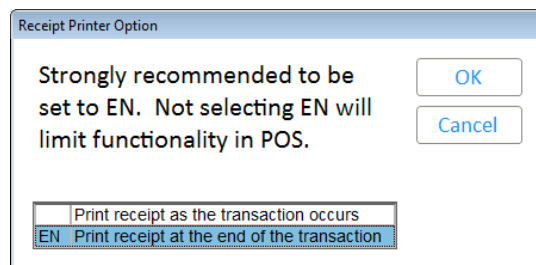 Receipt Printer Option
Strongly recommended to be
set to EN. Not selecting EN will
limit functionality in POS.
OK
Cancel
Print receipt as the transaction occurs
EN Print receipt at the end of the transaction